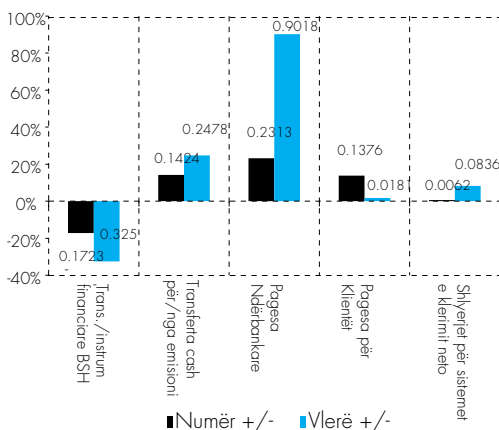 100%
80%
60%
40%
20%
0%
-20%
-40%
0.9018
0.2478
0.2313
0.1424
0.1376
0.0181
0.0062
0.0836
0.1723
0.325
-
Trans./instrum
financiare BSH
Transferta cash
për/nga emisioni
Pagesa
Ndërbankare
Pagesa për
Klientët
Shlyerjet për sistemet
e klerimit neto
Numër +/-
Vlerë +/-